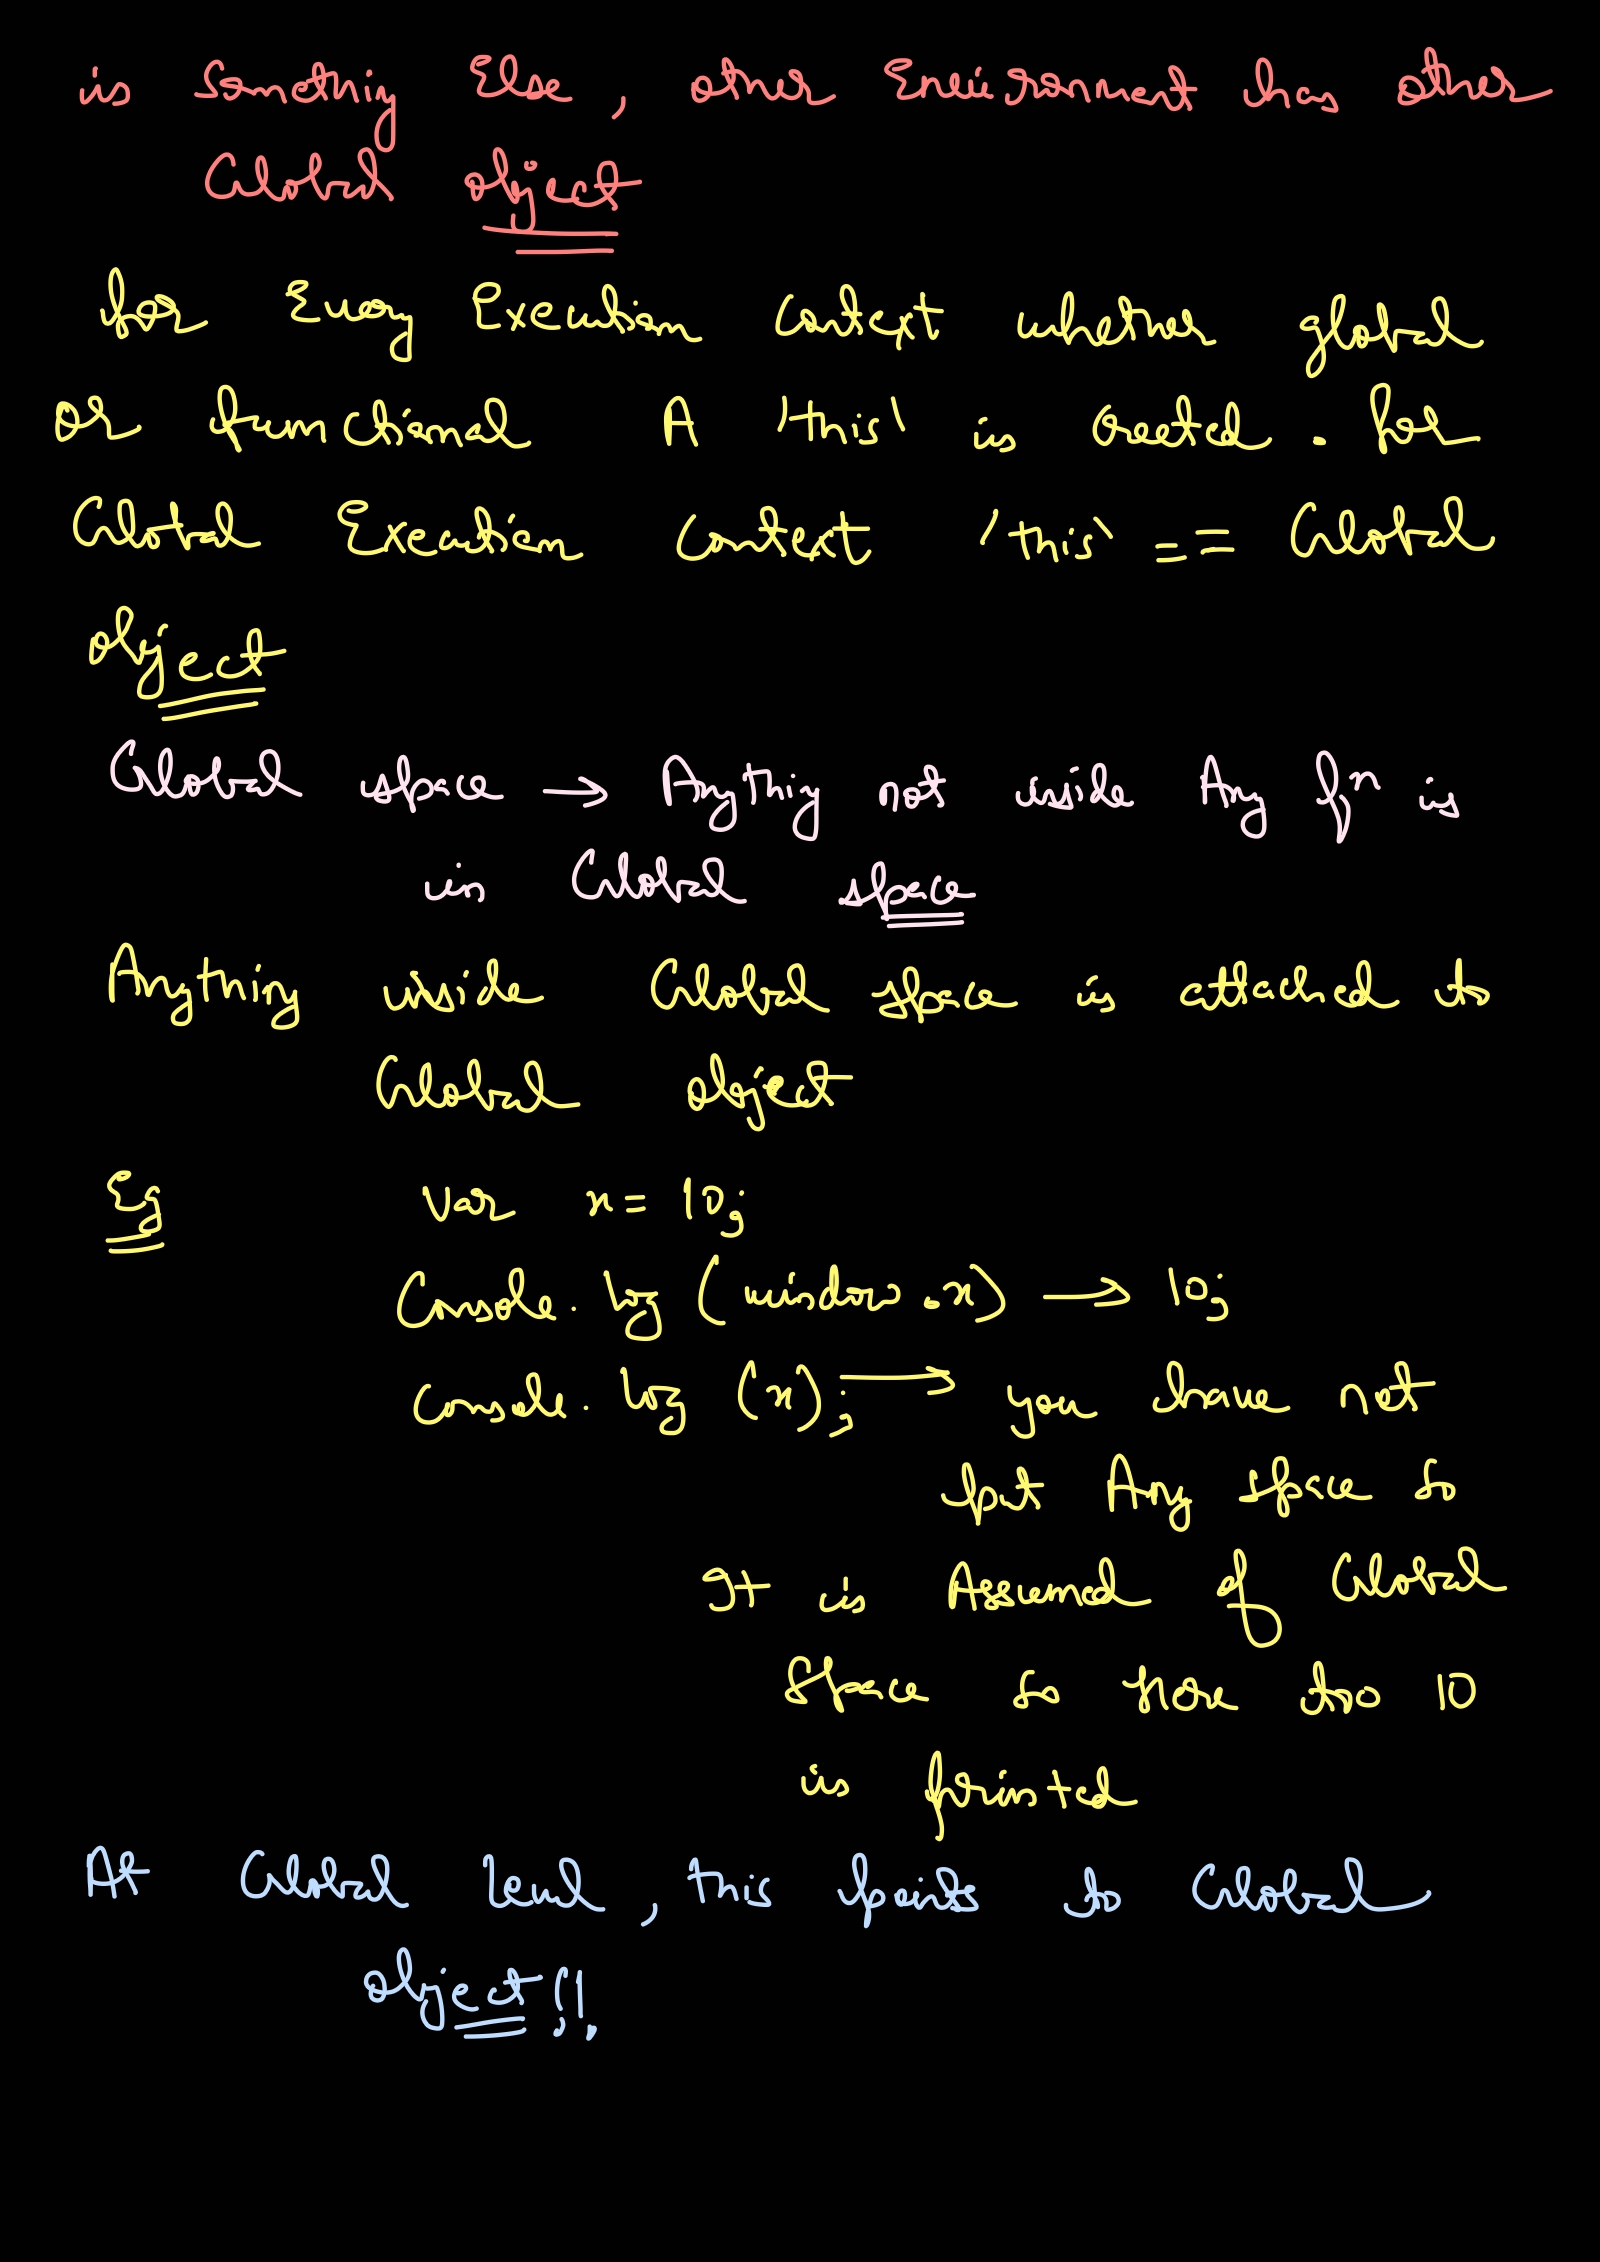 is Something Else, other Environment has other
Global object
for Every Execution Context whether global
or functional A 'this' is Created. for
Global Execution Context 'this' == Global
object
Global space → Anything not inside Any fⁿ is
in Global space
Anything inside Global space is attached to
Global object
Eg var x = 10;
Console.log (window.x) → 10;
Console.log (x); → you have not
put Any space so
It is Assumed of Global
Space so here too 10
is printed
At Global level, this points to Global
object!!